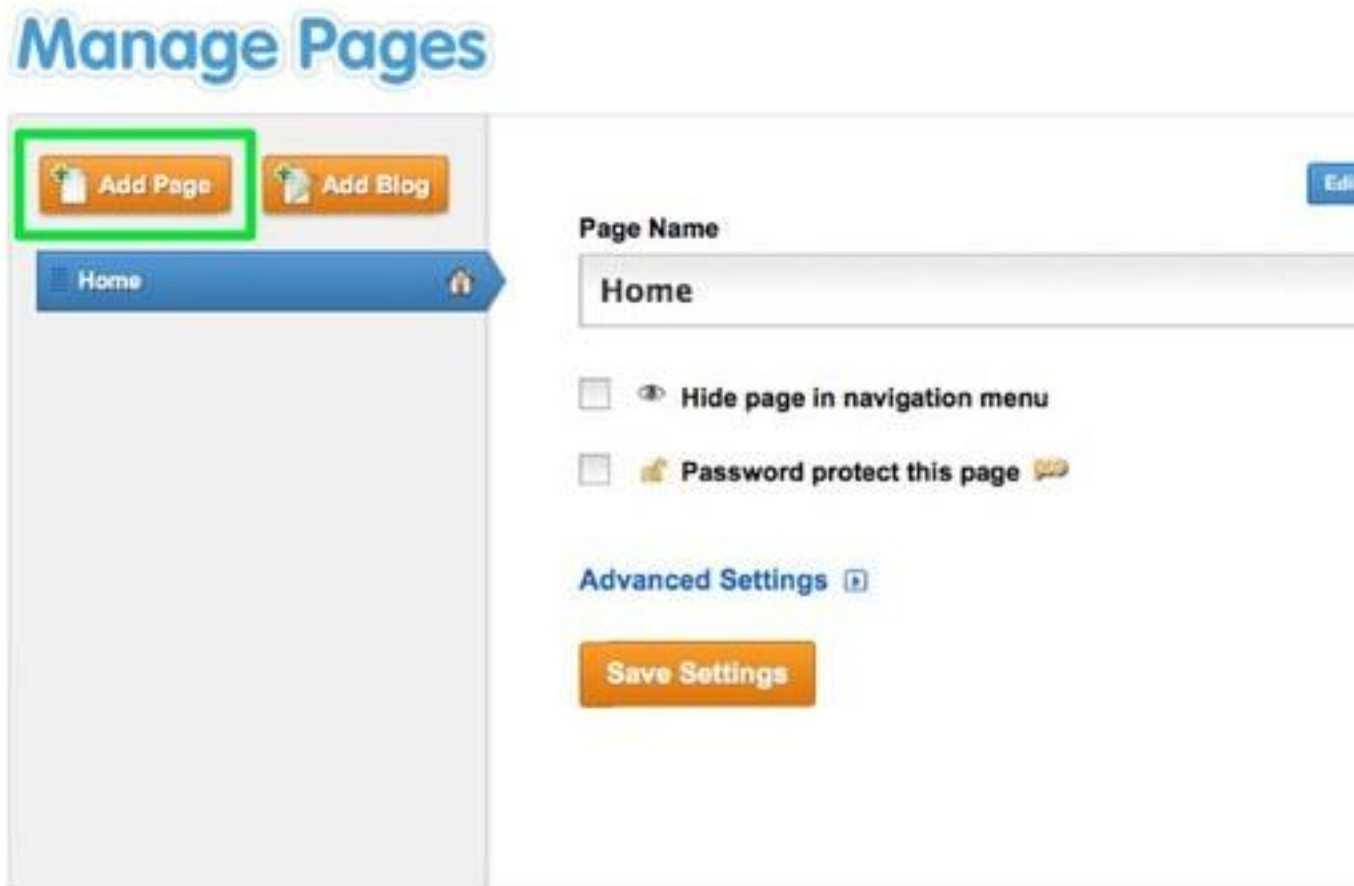 Manage Pages
Add Page Add Blog
Edi
Page Name
Home
Home
Hide page in navigation menu
Password protect this page
Advanced Settings
Save Settings